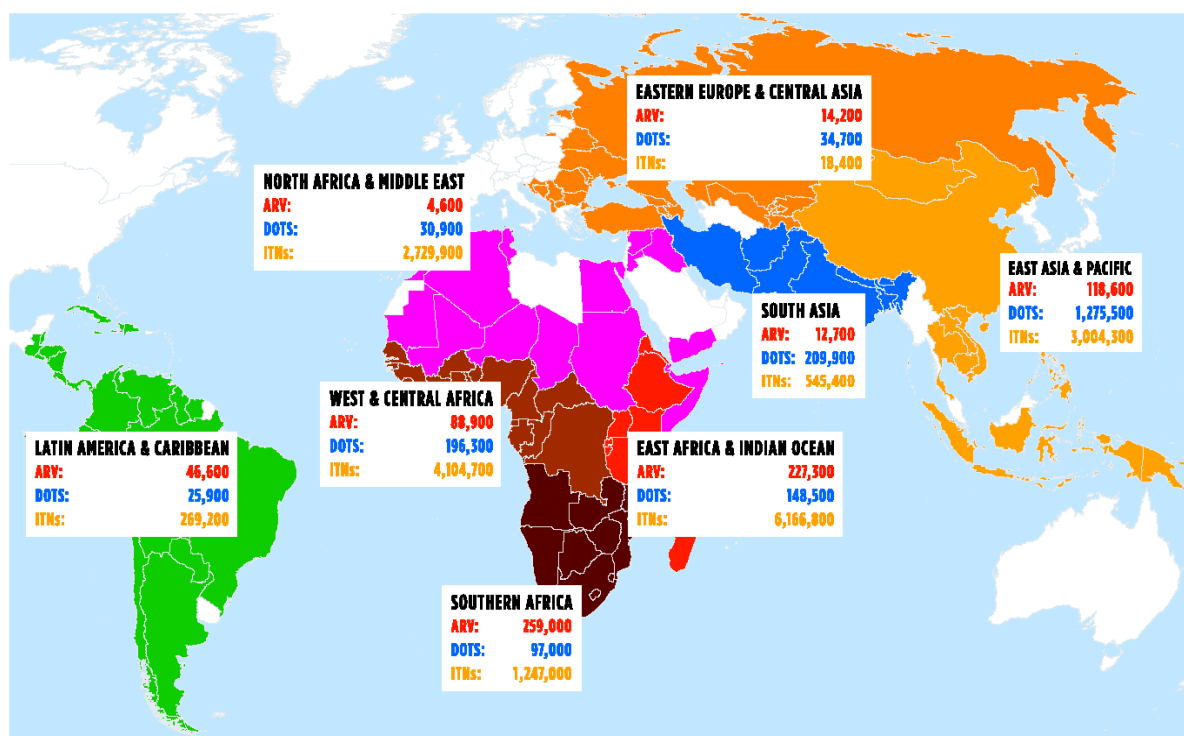 EASTERN EUROPE & CENTRAL ASIA
ARV: 14,200
DOTS: 34,700
ITNs: 18,400
NORTH AFRICA & MIDDLE EAST
ARV: 4,600
DOTS: 30,900
ITNs: 2,729,900
EAST ASIA & PACIFIC
ARV: 118,600
DOTS: 1,275,500
ITNs: 3,004,300
SOUTH ASIA
ARV: 12,700
DOTS: 209,900
ITNs: 545,400
WEST & CENTRAL AFRICA
ARV: 88,900
DOTS: 196,300
ITNs: 4,104,700
LATIN AMERICA & CARIBBEAN
ARV: 46,600
DOTS: 25,900
ITNs: 269,200
EAST AFRICA & INDIAN OCEAN
ARV: 227,300
DOTS: 148,500
ITNs: 6,166,800
SOUTHERN AFRICA
ARV: 259,000
DOTS: 97,000
ITNs: 1,247,000